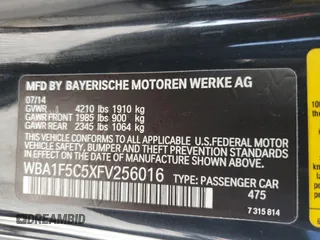 MFD BY BAYERISCHE MOTOREN WERKE AG
07/14
GVWR 4210 lbs 1910 kg
GAWR FRONT 1985 lbs 900 kg
GAWR REAR 2345 lbs 1064 kg
THIS VEHICLE CONFORMS TO ALL APPLICABLE U.S.FEDERAL MOTOR
VEHICLE SAFETY, BUMPER, AND THEFT PREVENTION STANDARDS
IN EFFECT ON THE DATE OF MANUFACTURE SHOWN ABOVE.
WBA1F5C5XFV256016 TYPE: PASSENGER CAR
475
7 315 814
DREAMBID